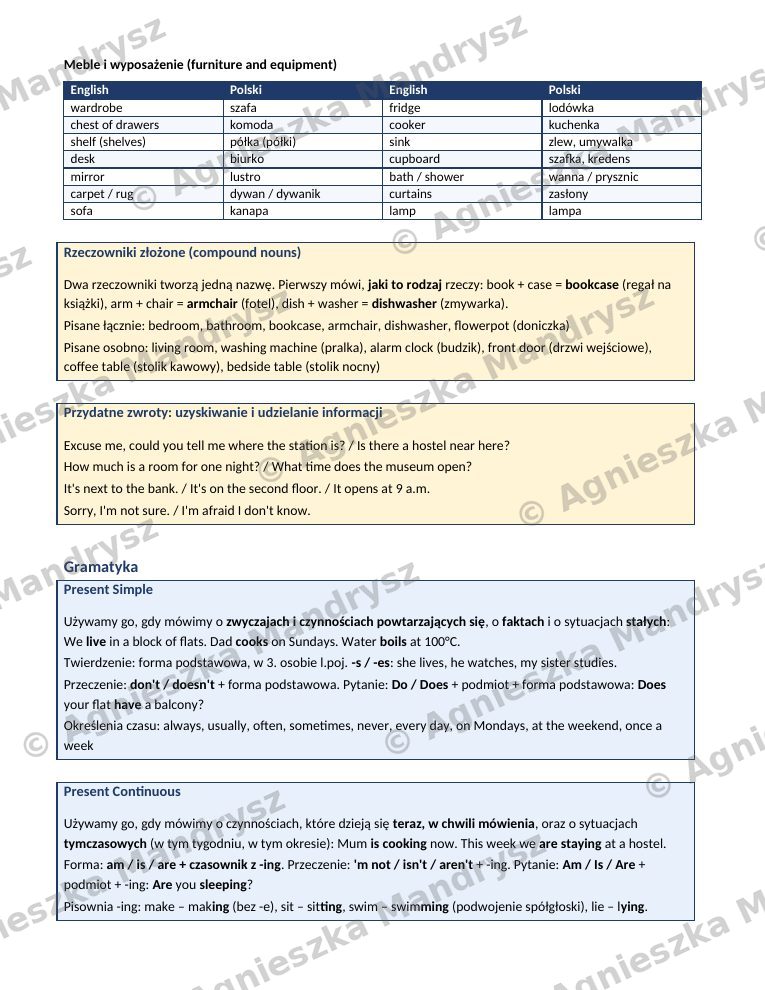 Meble i wyposażenie (furniture and equipment)
English Polski English Polski
wardrobe szafa fridge lodówka
chest of drawers komoda cooker kuchenka
shelf (shelves) półka (półki) sink zlew, umywalka
desk biurko cupboard szafka, kredens
mirror lustro bath / shower wanna / prysznic
carpet / rug dywan / dywanik curtains zasłony
sofa kanapa lamp lampa
Rzeczowniki złożone (compound nouns)
Dwa rzeczowniki tworzą jedną nazwę. Pierwszy mówi, jaki to rodzaj rzeczy: book + case = bookcase (regał na
książki), arm + chair = armchair (fotel), dish + washer = dishwasher (zmywarka).
Pisane łącznie: bedroom, bathroom, bookcase, armchair, dishwasher, flowerpot (doniczka)
Pisane osobno: living room, washing machine (pralka), alarm clock (budzik), front door (drzwi wejściowe),
coffee table (stolik kawowy), bedside table (stolik nocny)
Przydatne zwroty: uzyskiwanie i udzielanie informacji
Excuse me, could you tell me where the station is? / Is there a hostel near here?
How much is a room for one night? / What time does the museum open?
It's next to the bank. / It's on the second floor. / It opens at 9 a.m.
Sorry, I'm not sure. / I'm afraid I don't know.
Gramatyka
Present Simple
Używamy go, gdy mówimy o zwyczajach i czynnościach powtarzających się, o faktach i o sytuacjach stałych:
We live in a block of flats. Dad cooks on Sundays. Water boils at 100°C.
Twierdzenie: forma podstawowa, w 3. osobie l.poj. -s / -es: she lives, he watches, my sister studies.
Przeczenie: don't / doesn't + forma podstawowa. Pytanie: Do / Does + podmiot + forma podstawowa: Does
your flat have a balcony?
Określenia czasu: always, usually, often, sometimes, never, every day, on Mondays, at the weekend, once a
week
Present Continuous
Używamy go, gdy mówimy o czynnościach, które dzieją się teraz, w chwili mówienia, oraz o sytuacjach
tymczasowych (w tym tygodniu, w tym okresie): Mum is cooking now. This week we are staying at a hostel.
Forma: am / is / are + czasownik z -ing. Przeczenie: 'm not / isn't / aren't + -ing. Pytanie: Am / Is / Are +
podmiot + -ing: Are you sleeping?
Pisownia -ing: make – making (bez -e), sit – sitting, swim – swimming (podwojenie spółgłoski), lie – lying.
© Agnieszka Mandrysz